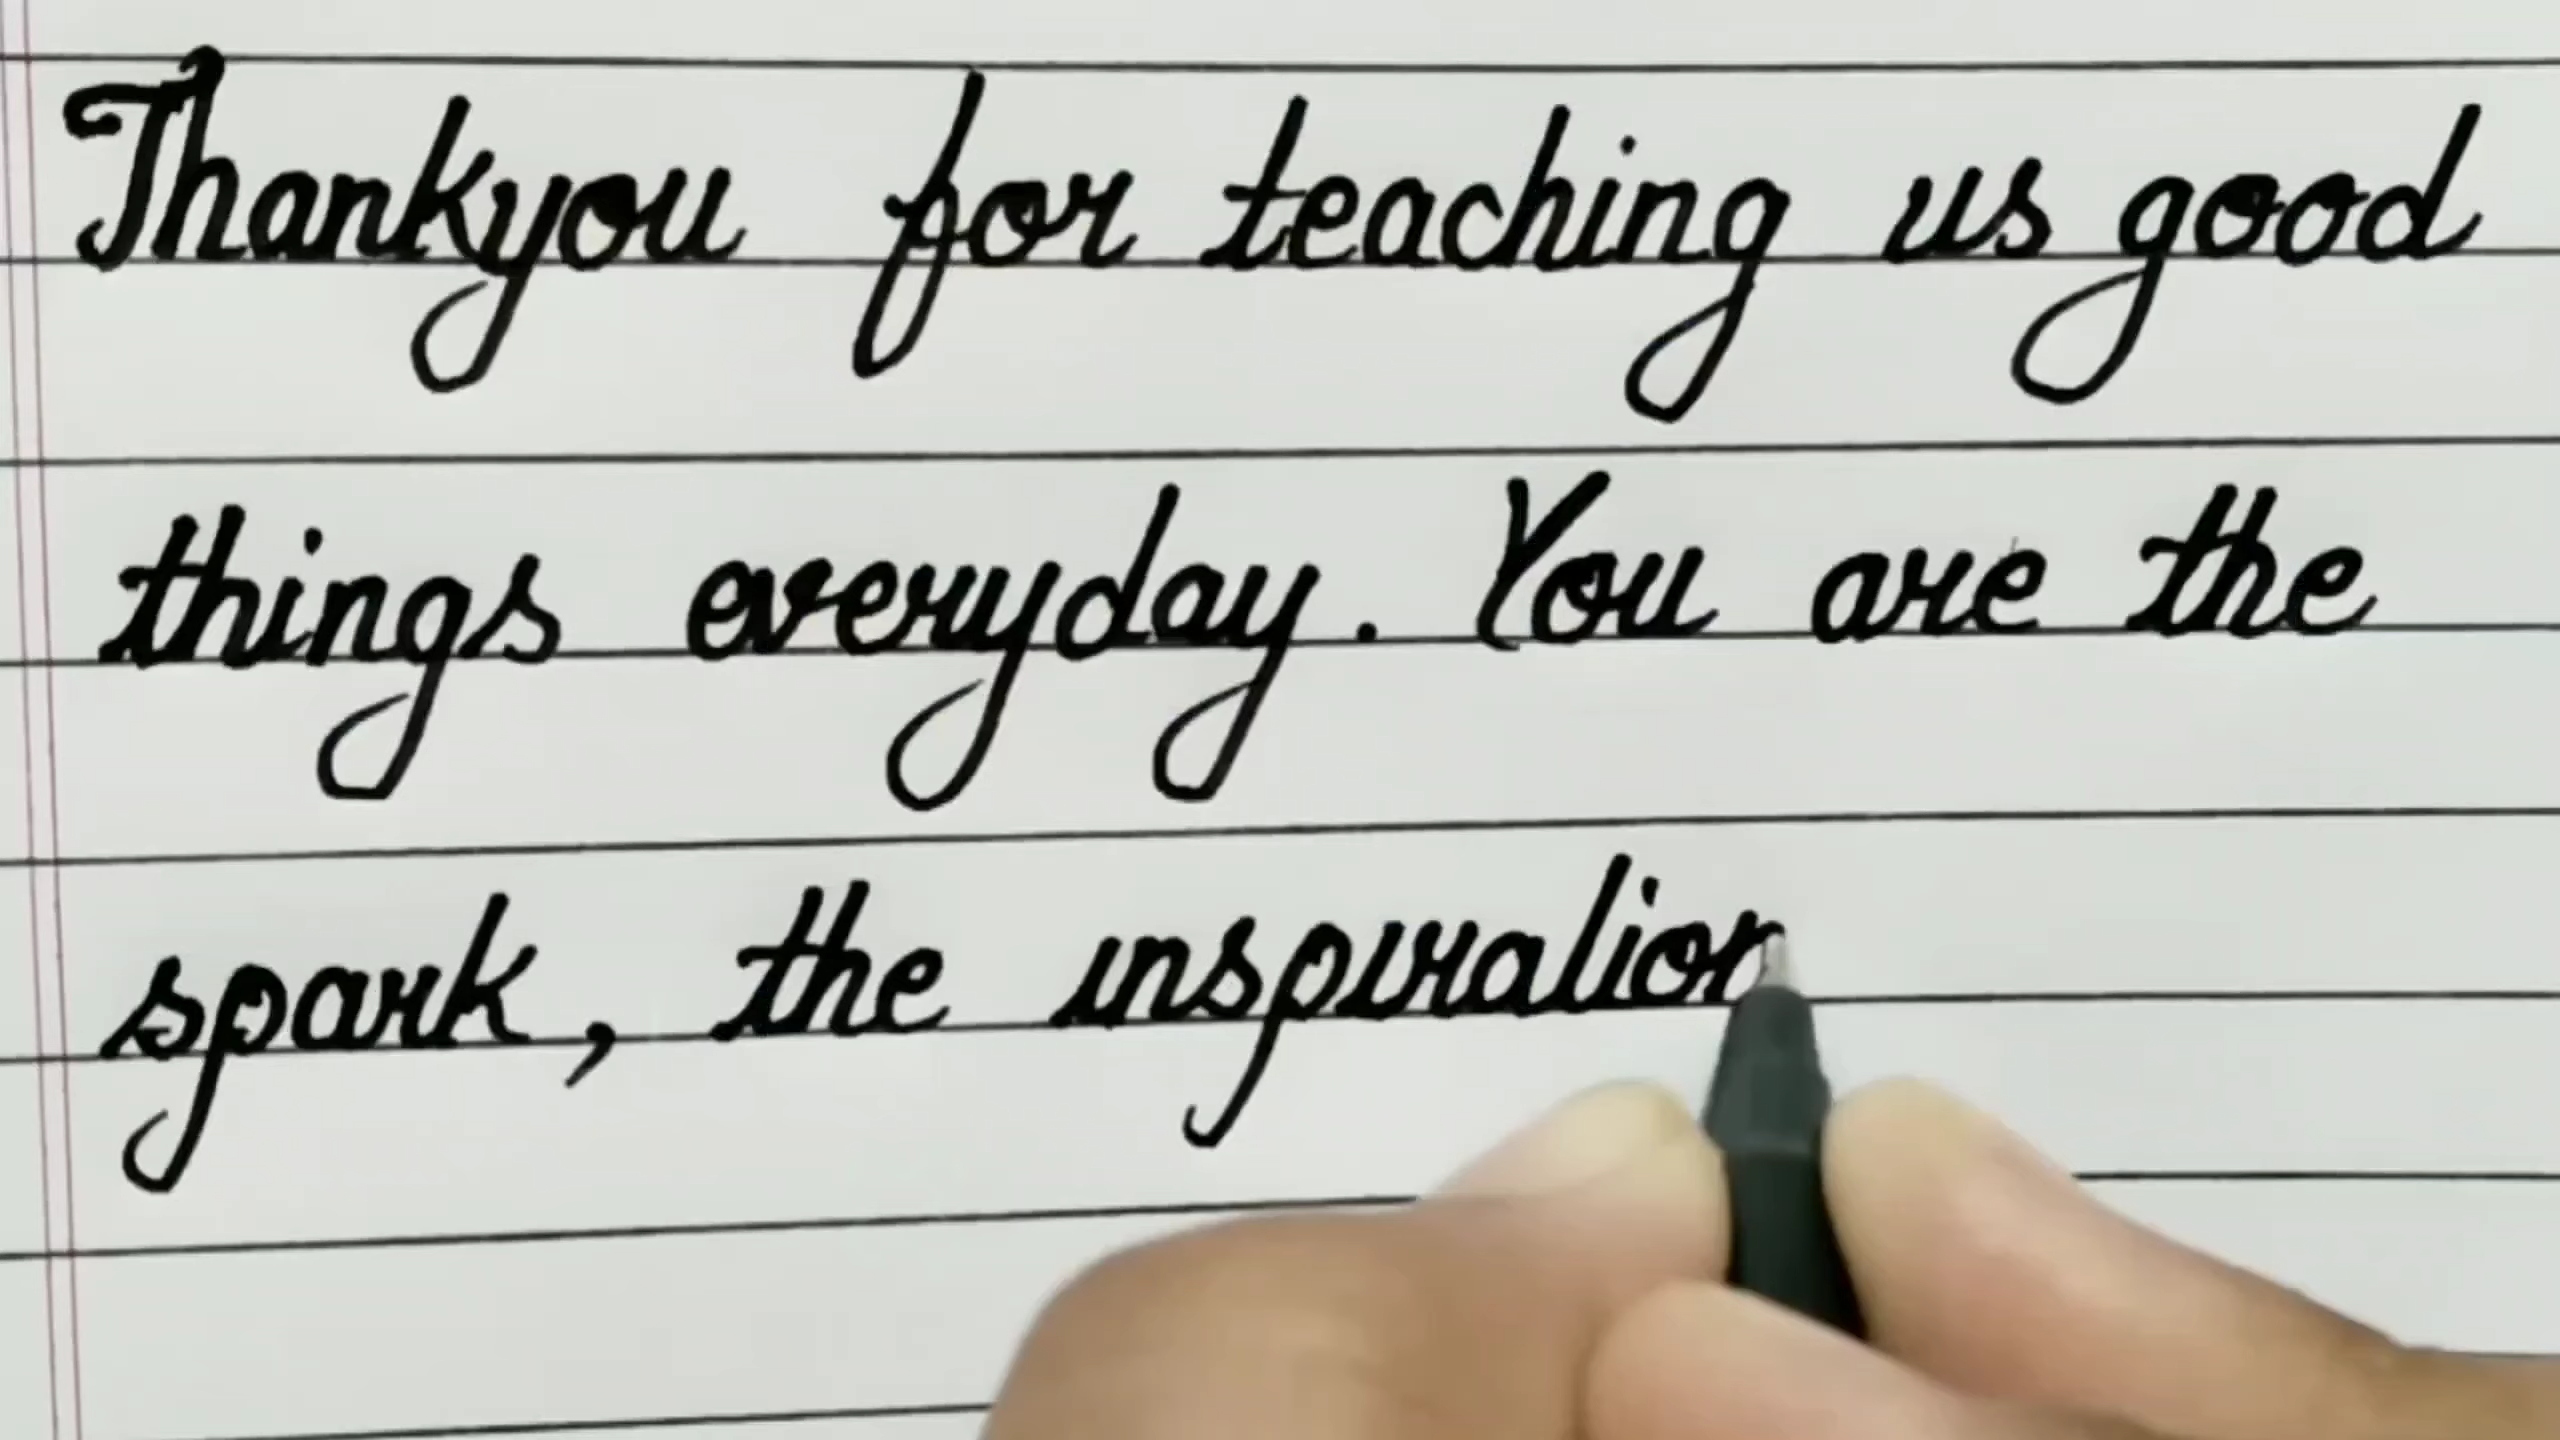 Thankyou for teaching us good
things everyday. You are the
spark, the inspiration